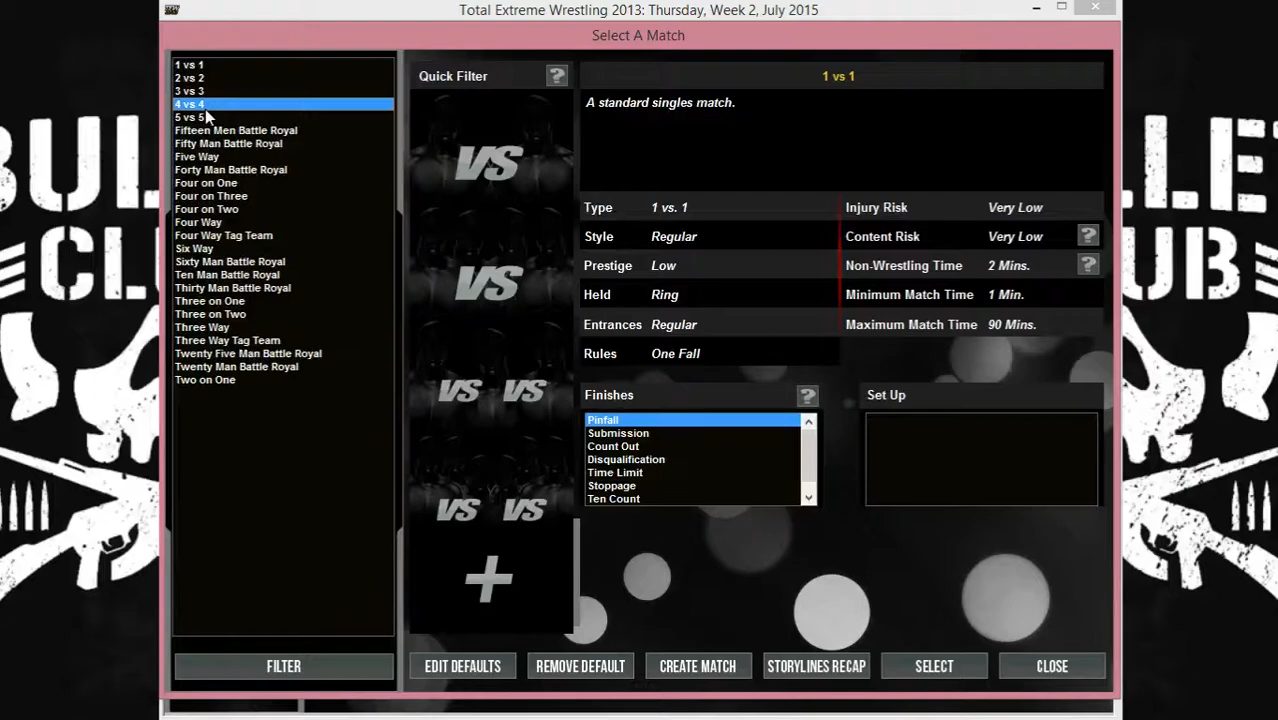 Total Extreme Wrestling 2013: Thursday, Week 2, July 2015
Select A Match
1 vs 1
2 vs 2
3 vs 3
4 vs 4
5 vs 5
Fifteen Men Battle Royal
Fifty Man Battle Royal
Five Way
Forty Man Battle Royal
Four on One
Four on Three
Four on Two
Four Way
Four Way Tag Team
Six Way
Sixty Man Battle Royal
Ten Man Battle Royal
Thirty Man Battle Royal
Three on One
Three on Two
Three Way
Three Way Tag Team
Twenty Five Man Battle Royal
Twenty Man Battle Royal
Two on One
FILTER
Quick Filter ?
VS
VS
VS VS
VS VS
+
1 vs 1
A standard singles match.
Type 1 vs. 1
Style Regular
Prestige Low
Held Ring
Entrances Regular
Rules One Fall
Injury Risk Very Low
Content Risk Very Low ?
Non-Wrestling Time 2 Mins. ?
Minimum Match Time 1 Min.
Maximum Match Time 90 Mins.
Finishes ?
Pinfall
Submission
Count Out
Disqualification
Time Limit
Stoppage
Ten Count
Set Up
EDIT DEFAULTS
REMOVE DEFAULT
CREATE MATCH
STORYLINES RECAP
SELECT
CLOSE
BUL
CLU
LLET
UB